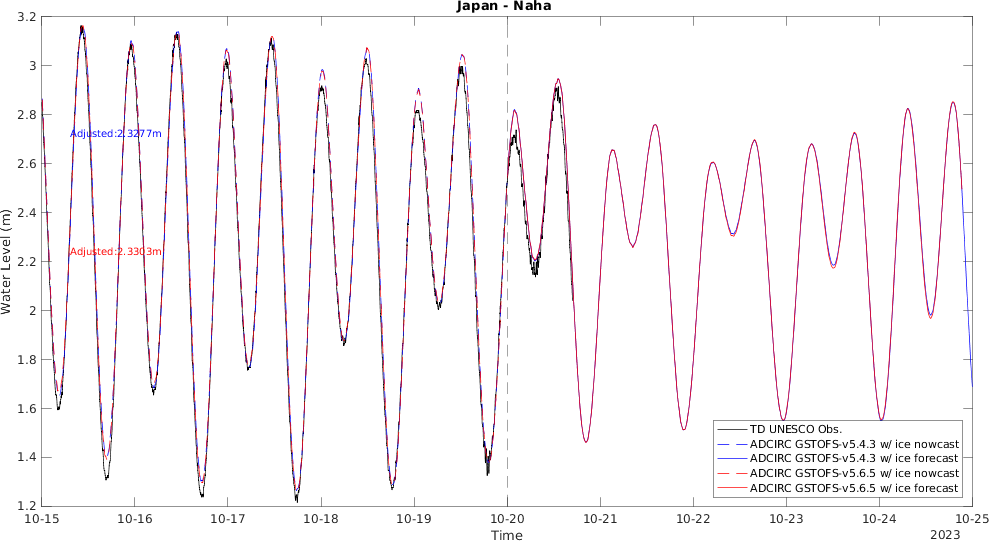 Japan - Naha
Water Level (m)
3.2
3
2.8
2.6
2.4
2.2
2
1.8
1.6
1.4
1.2
Adjusted:2.3277m
Adjusted:2.3303m
TD UNESCO Obs.
ADCIRC GSTOFS-v5.4.3 w/ ice nowcast
ADCIRC GSTOFS-v5.4.3 w/ ice forecast
ADCIRC GSTOFS-v5.6.5 w/ ice nowcast
ADCIRC GSTOFS-v5.6.5 w/ ice forecast
10-15 10-16 10-17 10-18 10-19 10-20 10-21 10-22 10-23 10-24 10-25
Time
2023